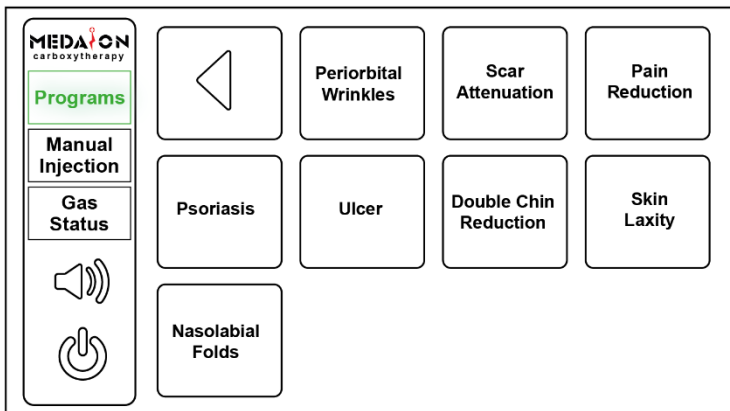 MEDAION
carboxytherapy
Programs
Manual
Injection
Gas
Status
Periorbital
Wrinkles
Scar
Attenuation
Pain
Reduction
Psoriasis
Ulcer
Double Chin
Reduction
Skin
Laxity
Nasolabial
Folds